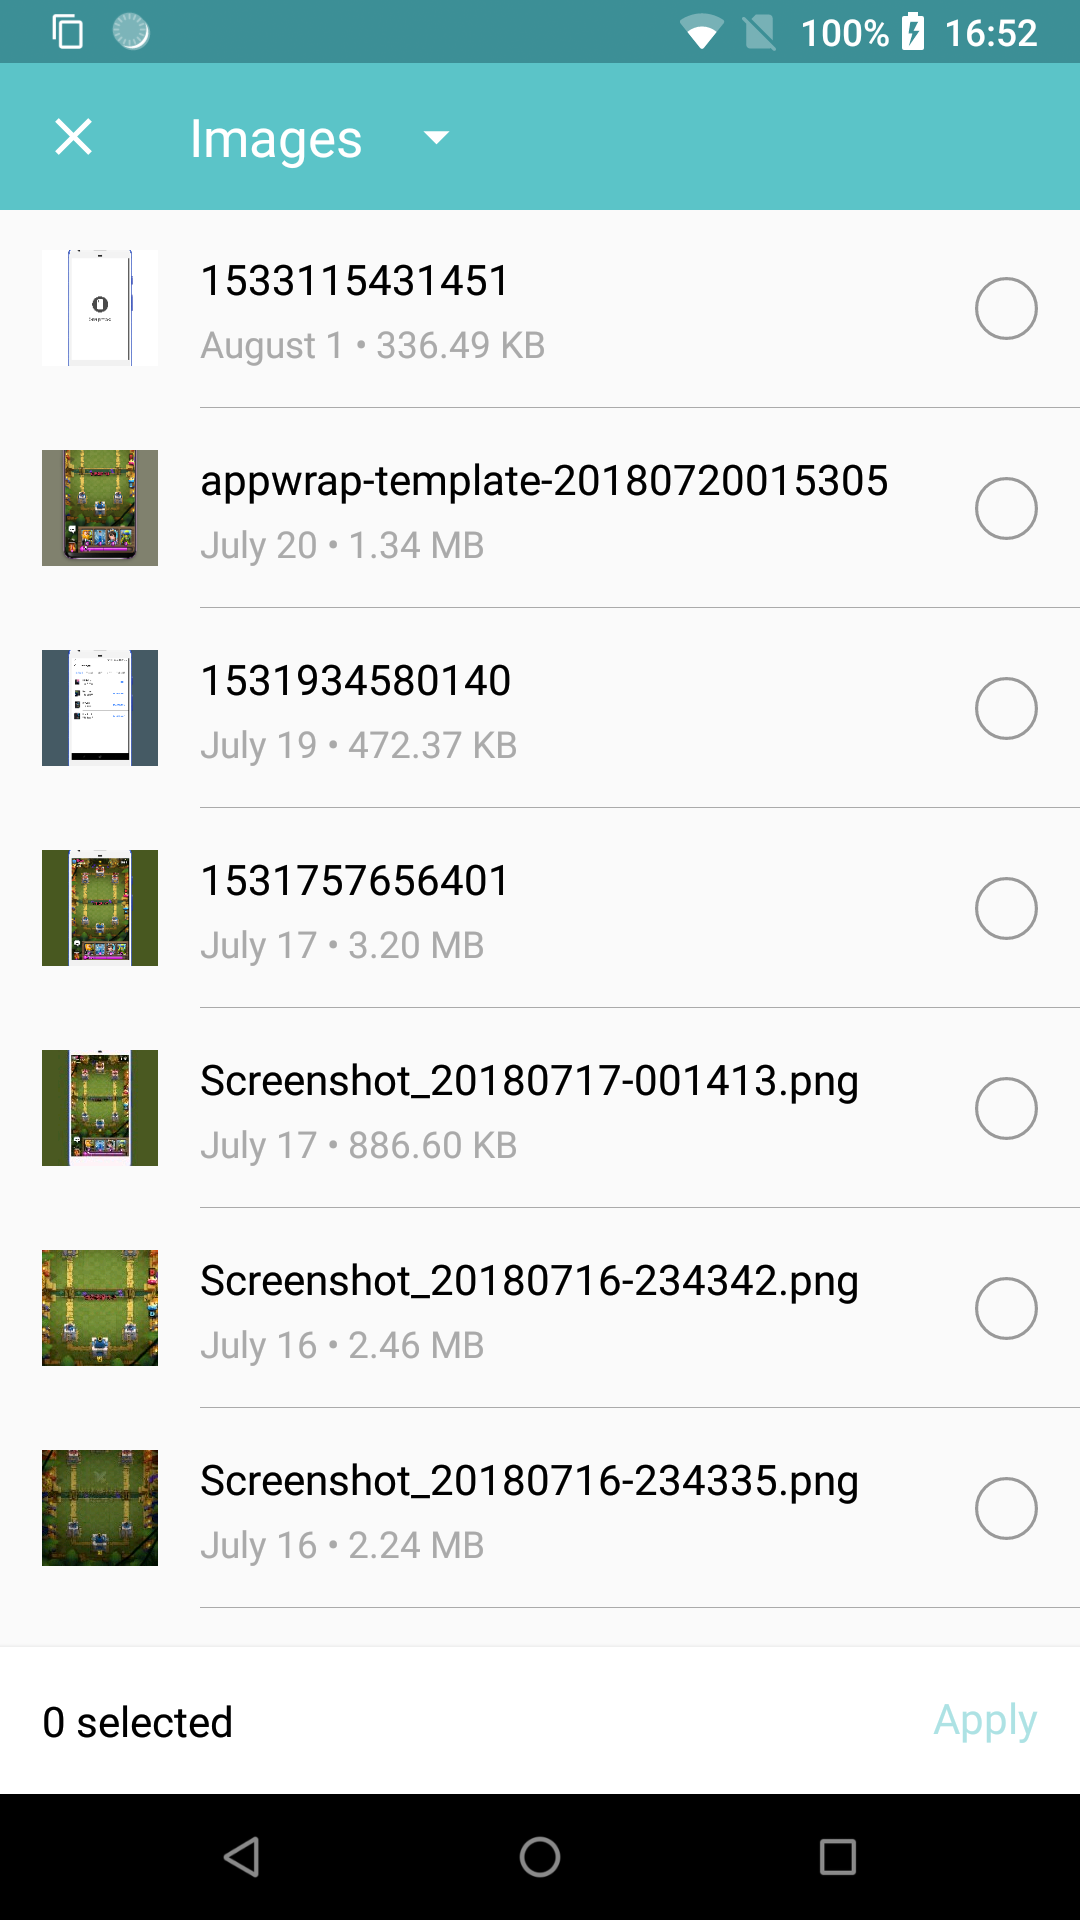 100% 16:52
Images
1533115431451
August 1 • 336.49 KB
appwrap-template-20180720015305
July 20 • 1.34 MB
1531934580140
July 19 • 472.37 KB
1531757656401
July 17 • 3.20 MB
Screenshot_20180717-001413.png
July 17 • 886.60 KB
Screenshot_20180716-234342.png
July 16 • 2.46 MB
Screenshot_20180716-234335.png
July 16 • 2.24 MB
0 selected
Apply